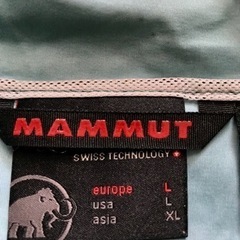 MAMMUT
SWISS TECHNOLOGY
europe L
usa L
asia XL